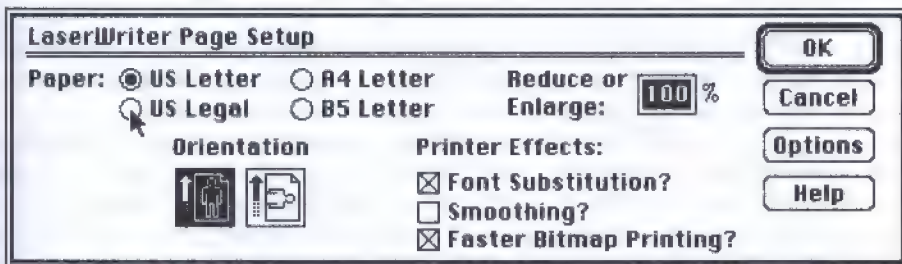 LaserWriter Page Setup
OK
Paper: US Letter A4 Letter
US Legal B5 Letter
Reduce or
Enlarge:
100 %
Cancel
Orientation
Printer Effects:
Options
Font Substitution?
Smoothing?
Faster Bitmap Printing?
Help